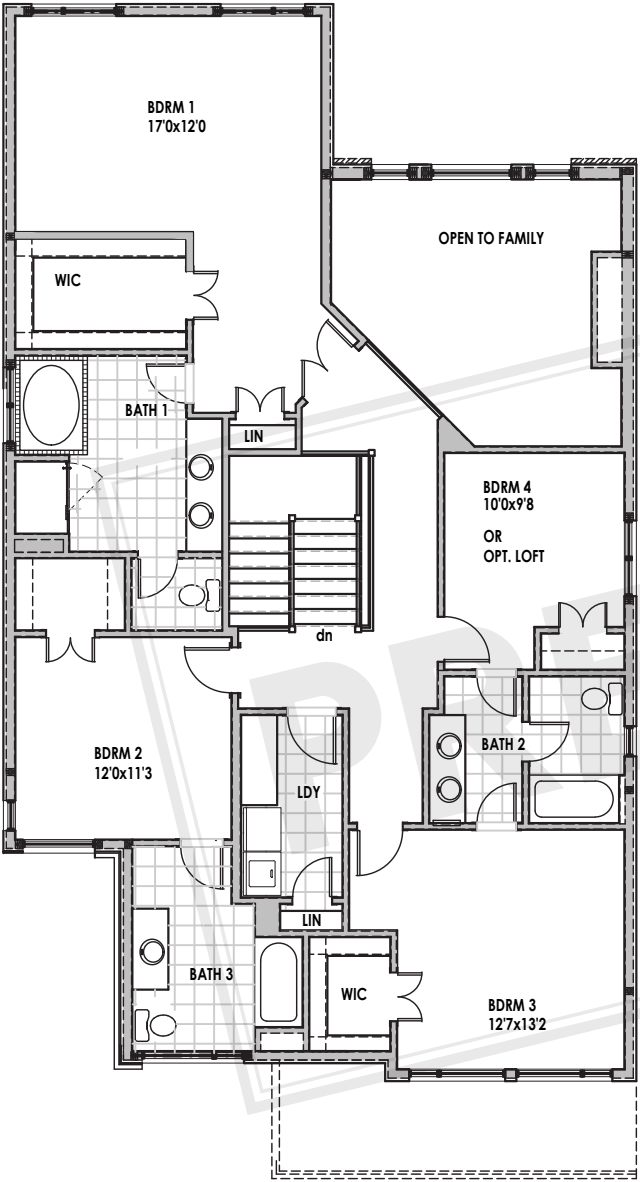 BDRM 1
17'0x12'0
OPEN TO FAMILY
WIC
BATH 1
LIN
BDRM 4
10'0x9'8
OR
OPT. LOFT
dn
BATH 2
BDRM 2
12'0x11'3
LDY
LIN
BATH 3
WIC
BDRM 3
12'7x13'2